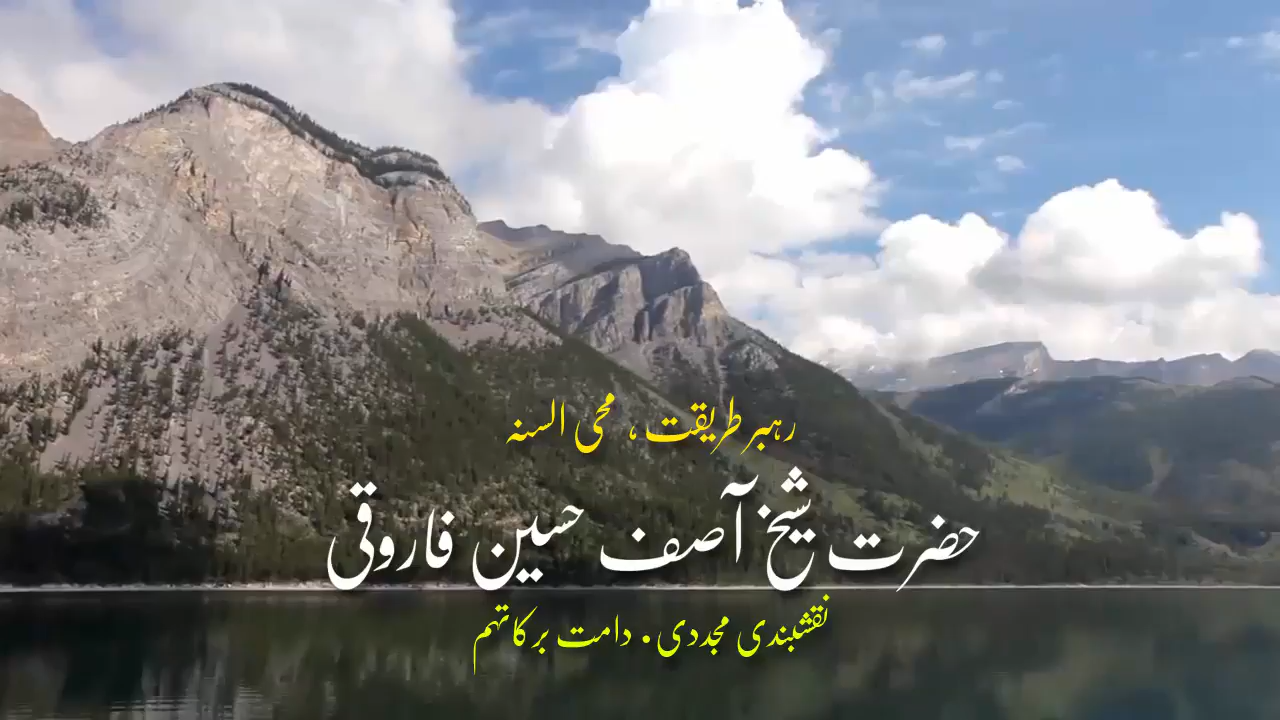 رہبر طریقت، محی السنہ
حضرت شیخ آصف حسین فاروقی
نقشبندی مجددی. دامت برکاتہم